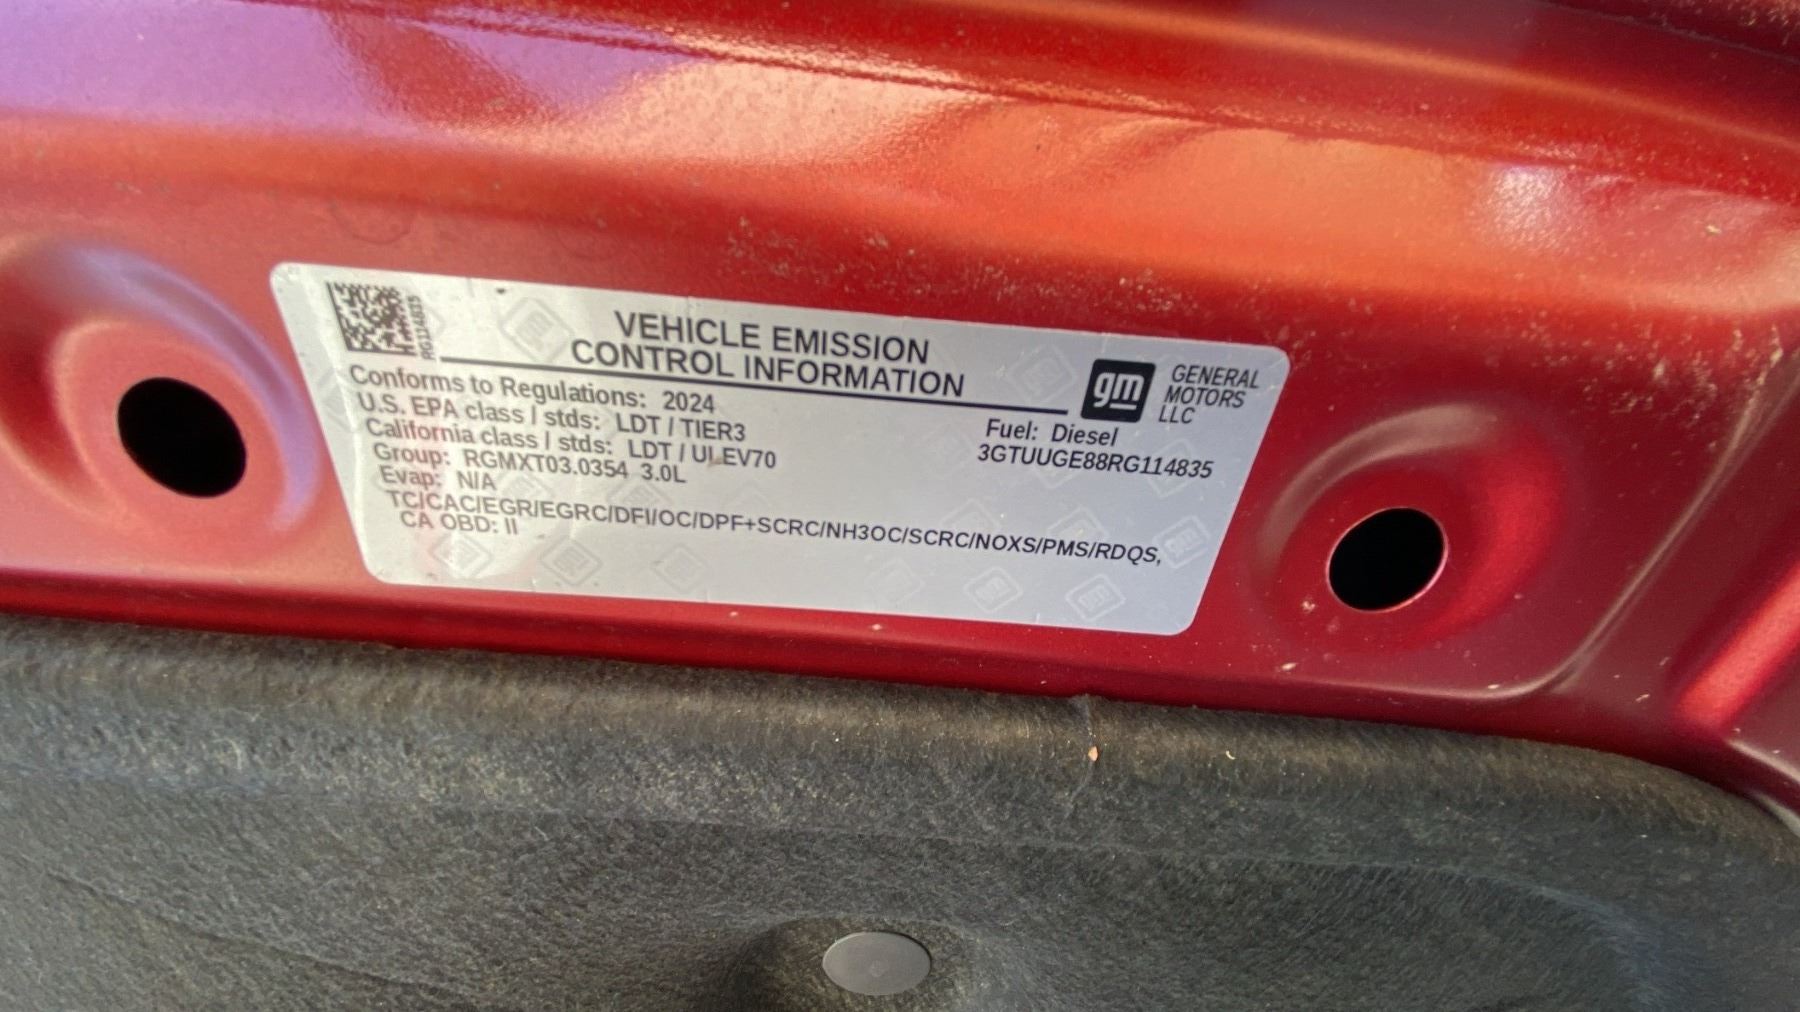 RG114835
VEHICLE EMISSION
CONTROL INFORMATION
gm
GENERAL
MOTORS
LLC
Conforms to Regulations: 2024
U.S. EPA class / stds: LDT / TIER3
California class / stds: LDT / ULEV70
Group: RGMXT03.0354 3.0L
Evap: N/A
Fuel: Diesel
3GTUUGE88RG114835
TC/CAC/EGR/EGRC/DFI/OC/DPF+SCRC/NH3OC/SCRC/NOXS/PMS/RDQS,
CA OBD: II